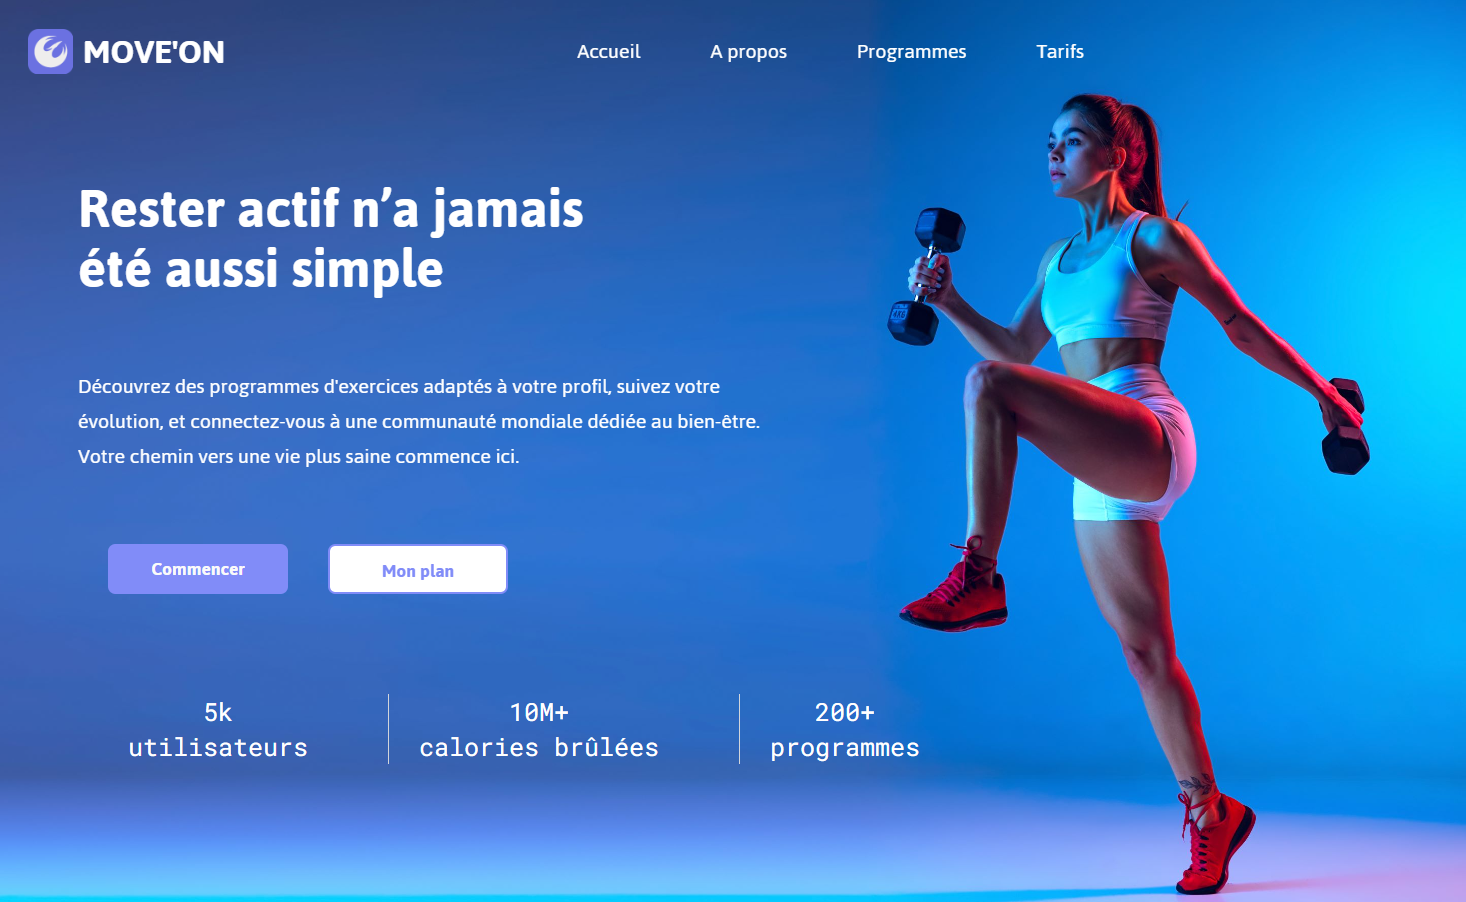 MOVE'ON
Accueil
A propos
Programmes
Tarifs
Rester actif n’a jamais
été aussi simple
Découvrez des programmes d'exercices adaptés à votre profil, suivez votre
évolution, et connectez-vous à une communauté mondiale dédiée au bien-être.
Votre chemin vers une vie plus saine commence ici.
Commencer
Mon plan
5k
utilisateurs
10M+
calories brûlées
200+
programmes